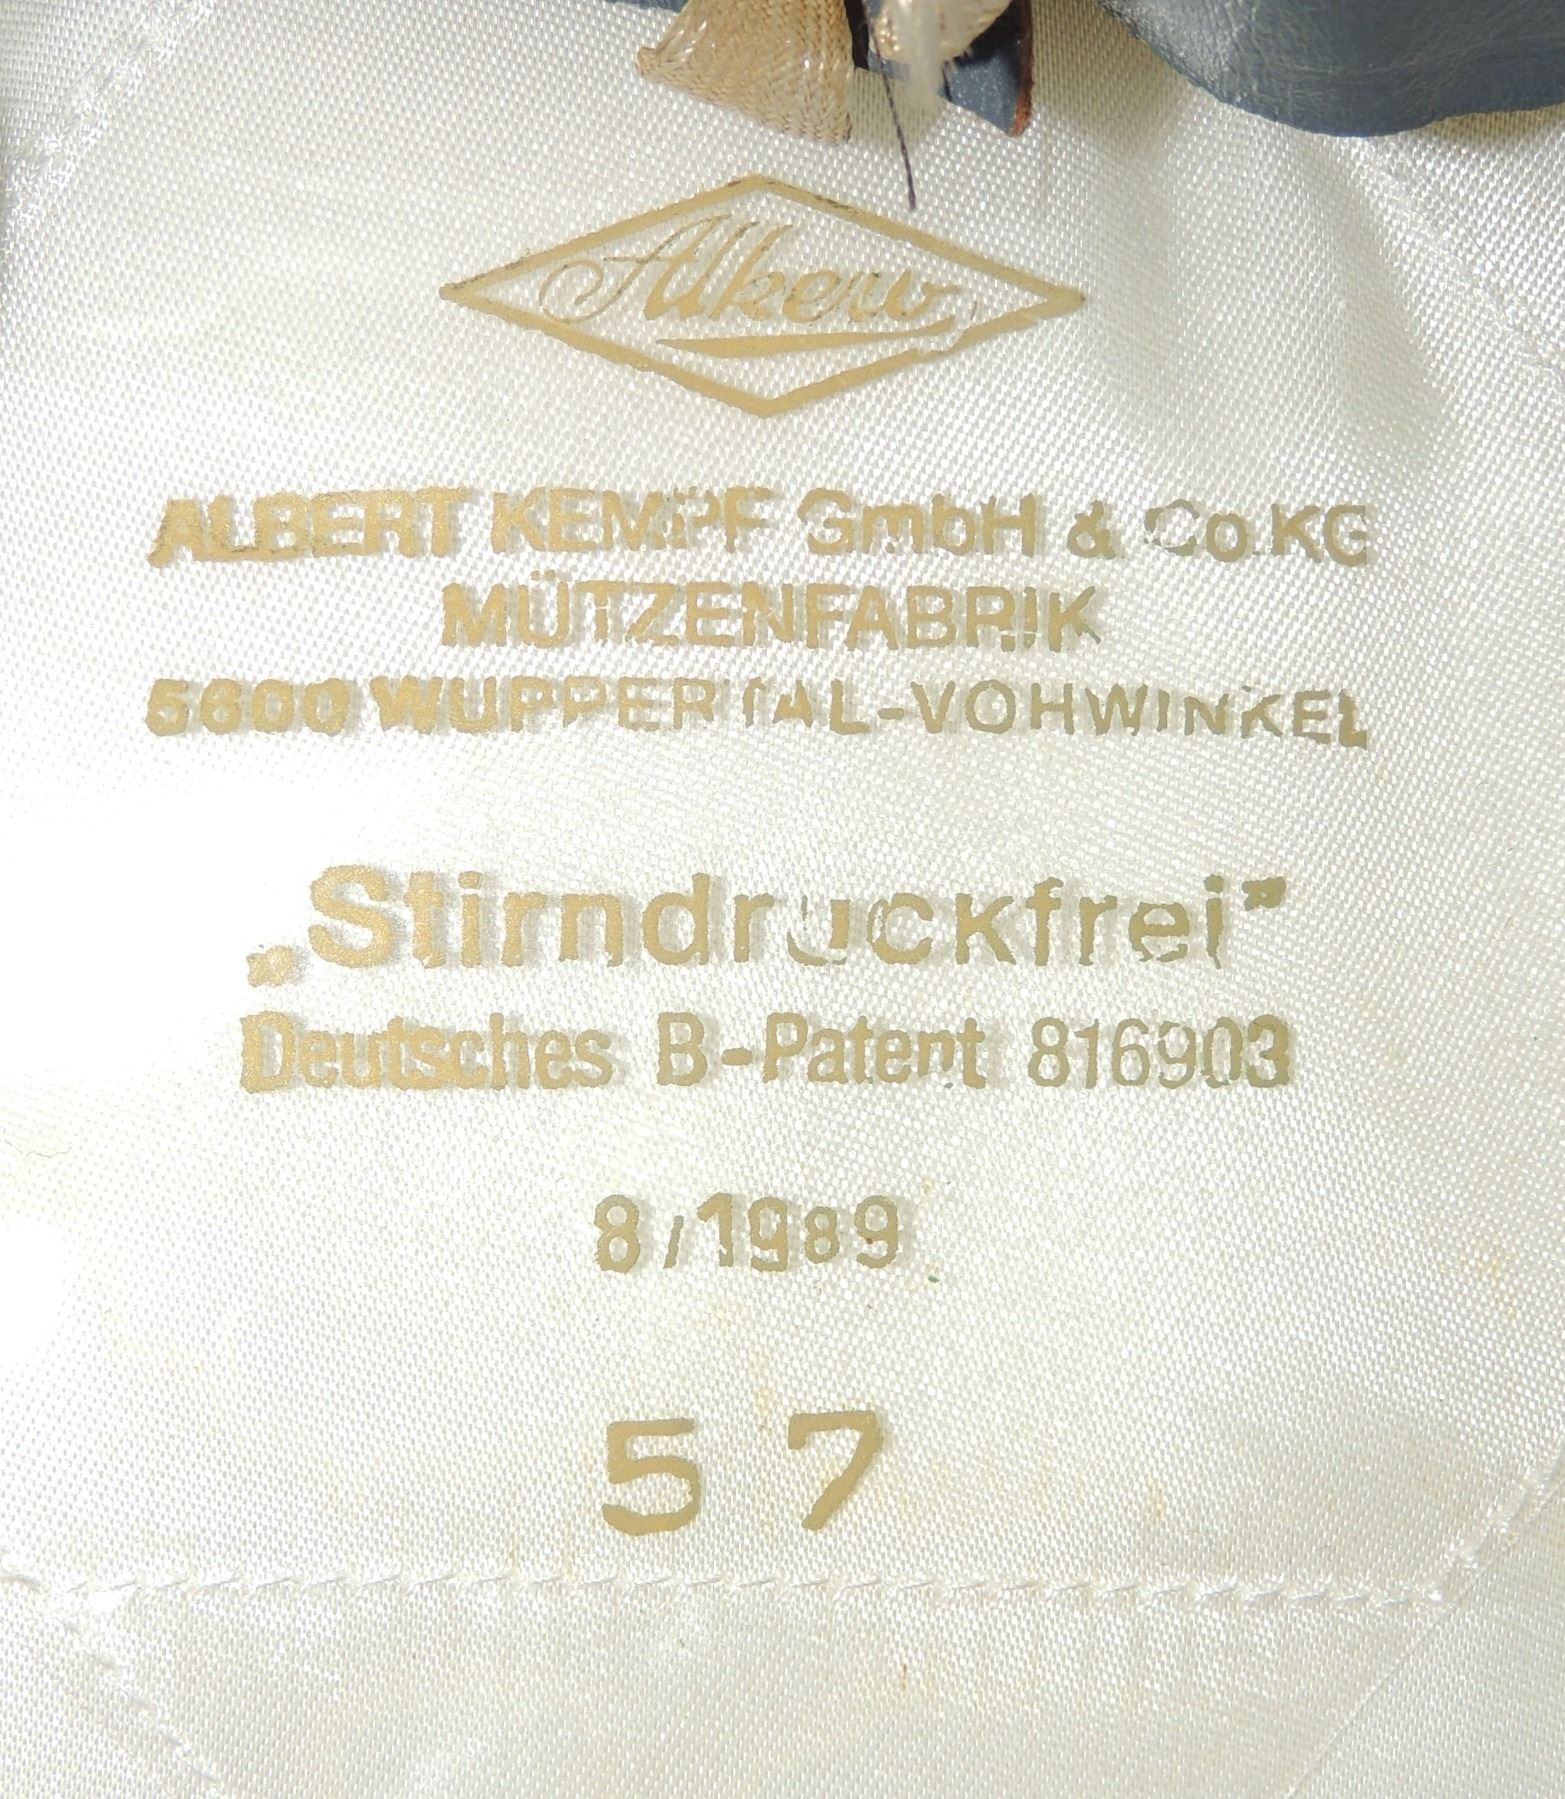 Alkew
ALBERT KEMPF GmbH & Co.KG
MÜTZENFABRIK
5600 WUPPERTAL-VOHWINKEL
„Stirndruckfrei”
Deutsches B-Patent 816903
8/1989
57